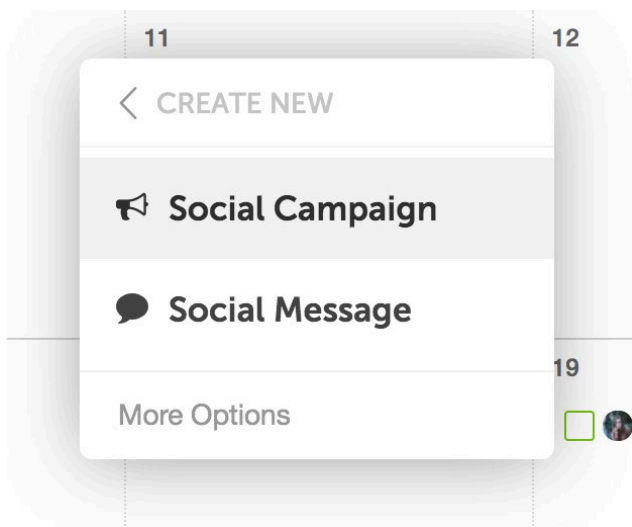 11
12
CREATE NEW
Social Campaign
Social Message
19
More Options